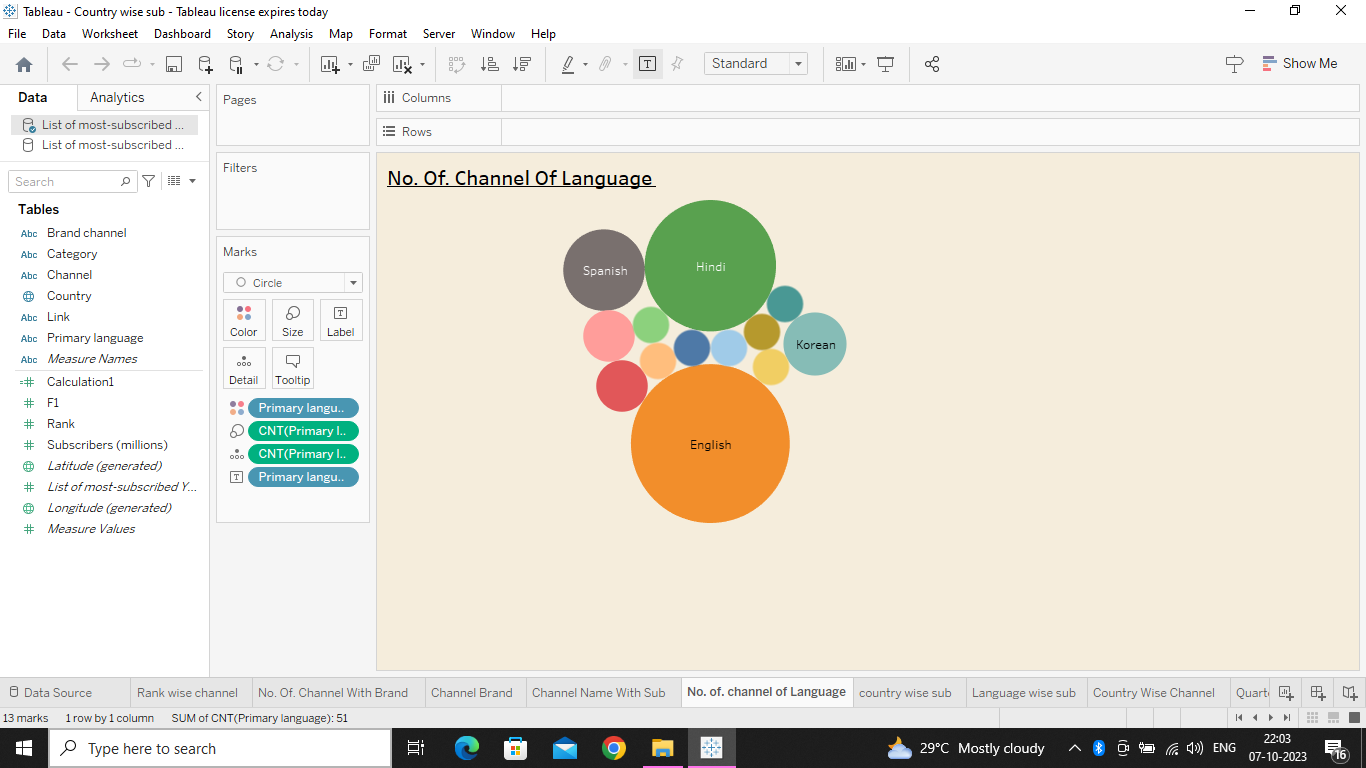 Tableau - Country wise sub - Tableau license expires today
File Data Worksheet Dashboard Story Analysis Map Format Server Window Help
Standard
Show Me
Data Analytics
List of most-subscribed ...
List of most-subscribed ...
Search
Tables
Abc Brand channel
Abc Category
Abc Channel
Country
Abc Link
Abc Primary language
Abc Measure Names
Calculation1
F1
Rank
Subscribers (millions)
Latitude (generated)
List of most-subscribed Y...
Longitude (generated)
Measure Values
Pages
Filters
Marks
Circle
Color Size Label
Detail Tooltip
Primary langu..
CNT(Primary l..
CNT(Primary l..
Primary langu..
Columns
Rows
No. Of. Channel Of Language
Spanish
Hindi
Korean
English
Data Source Rank wise channel No. Of. Channel With Brand Channel Brand Channel Name With Sub No. of. channel of Language country wise sub Language wise sub Country Wise Channel Quart
13 marks 1 row by 1 column SUM of CNT(Primary language): 51
Type here to search
29°C Mostly cloudy
ENG
22:03
07-10-2023
16